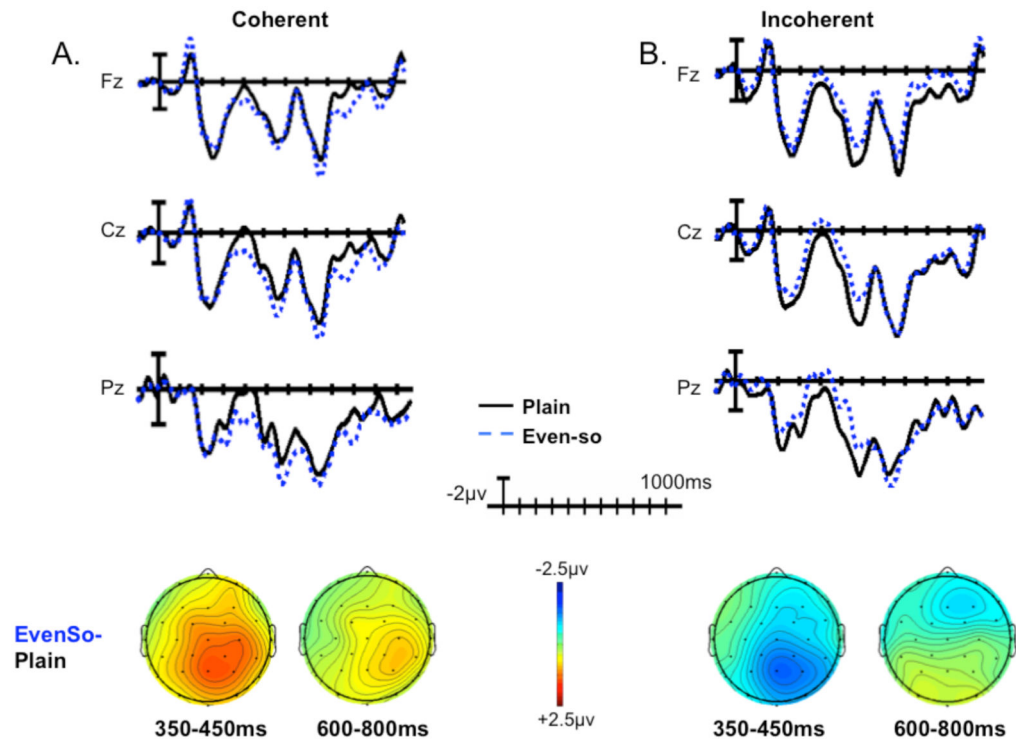 Coherent
Incoherent
A.
B.
Fz
Fz
Cz
Cz
Pz
Pz
Plain
Even-so
-2µv
1000ms
-2.5µv
+2.5µv
EvenSo-
Plain
350-450ms
600-800ms
350-450ms
600-800ms